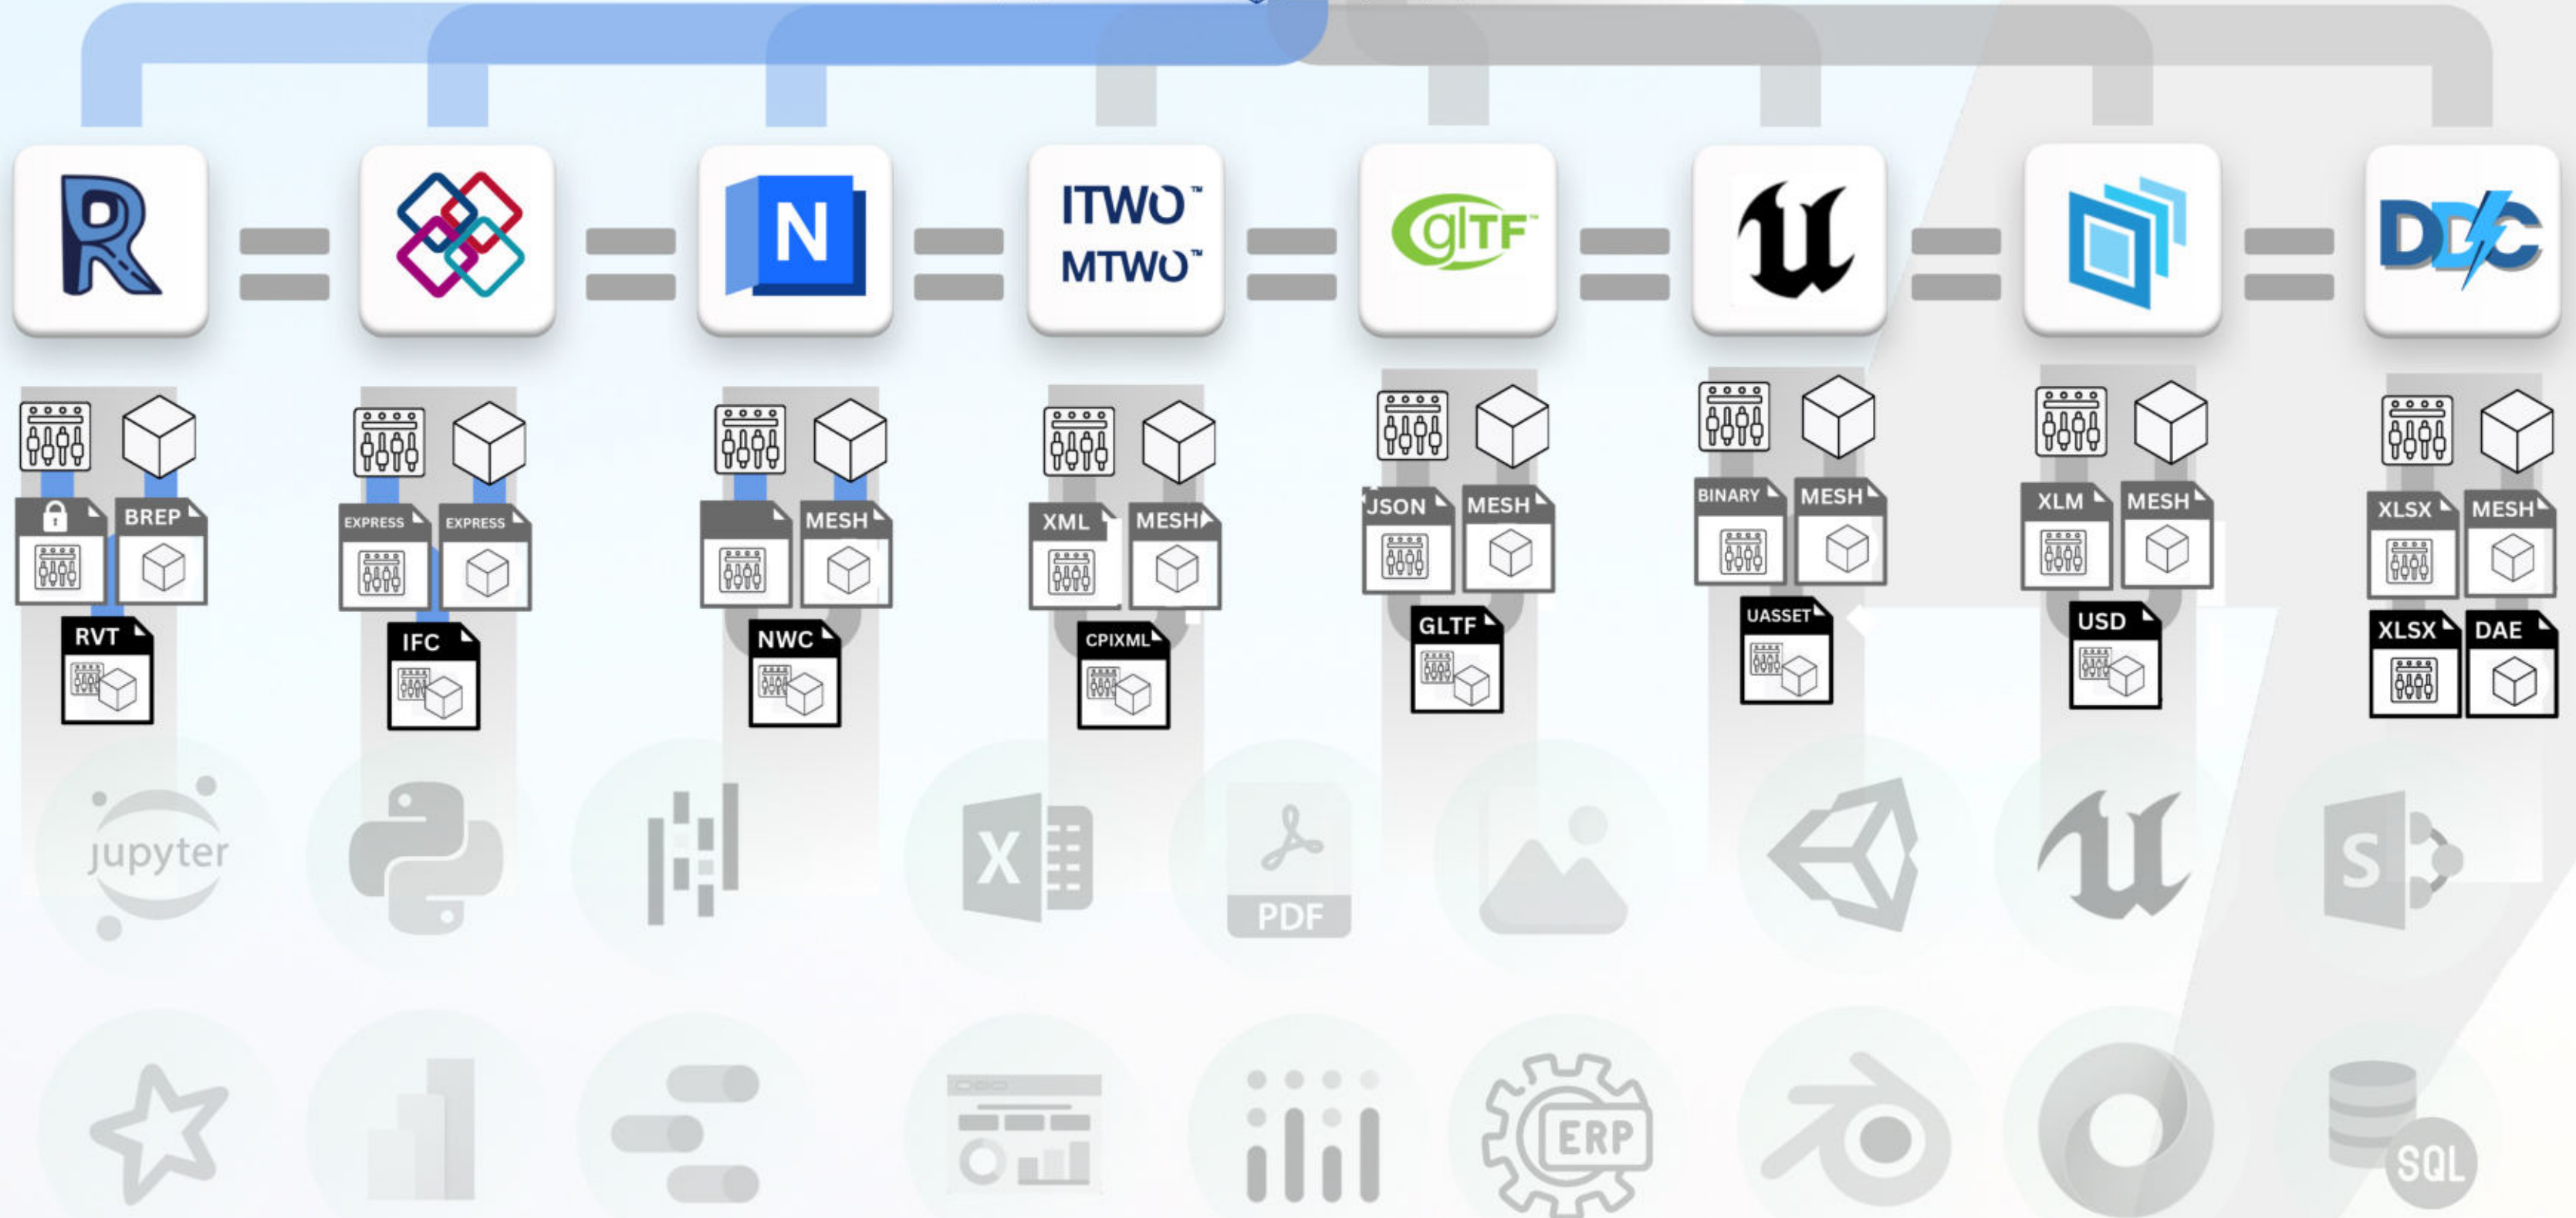 R
N
ITWO™
MTWO™
glTF™
DDC
BREP
EXPRESS
EXPRESS
MESH
XML
MESH
JSON
MESH
BINARY
MESH
XLM
MESH
XLSX
MESH
RVT
IFC
NWC
CPIXML
GLTF
UASSET
USD
XLSX
DAE
jupyter
X
PDF
S
ERP
SQL